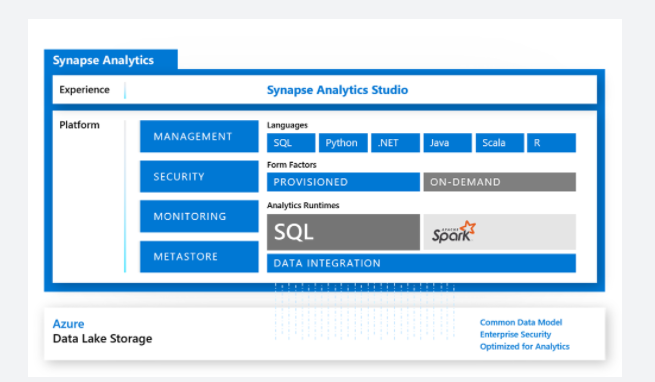 Synapse Analytics
Experience
Synapse Analytics Studio
Platform
MANAGEMENT
SECURITY
MONITORING
METASTORE
Languages
SQL Python .NET Java Scala R
Form Factors
PROVISIONED ON-DEMAND
Analytics Runtimes
SQL APACHE Spark
DATA INTEGRATION
Azure
Data Lake Storage
Common Data Model
Enterprise Security
Optimized for Analytics